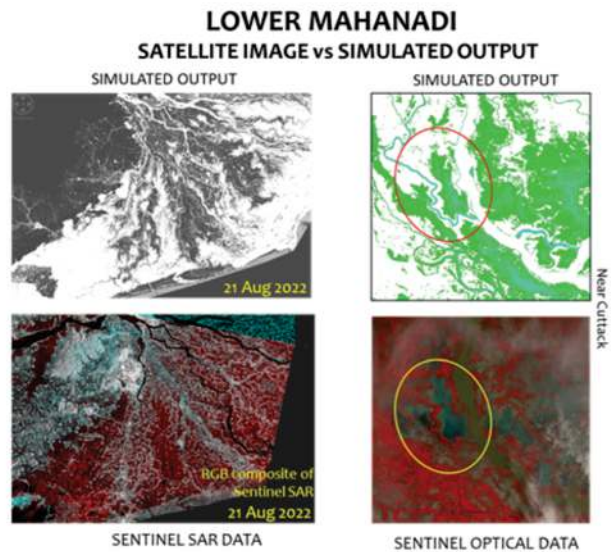 LOWER MAHANADI
SATELLITE IMAGE vs SIMULATED OUTPUT
SIMULATED OUTPUT
21 Aug 2022
SIMULATED OUTPUT
Near Cuttack
RGB composite of
Sentinel SAR
21 Aug 2022
SENTINEL SAR DATA
SENTINEL OPTICAL DATA